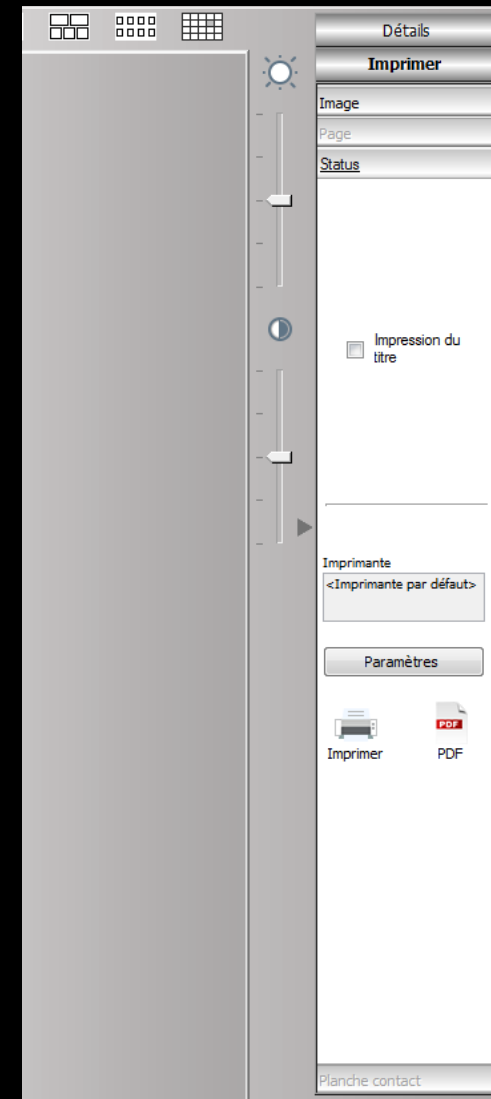 Détails
Imprimer
Image
Page
Status
Impression du
titre
Imprimante
<Imprimante par défaut>
Paramètres
PDF
Imprimer
PDF
Planche contact